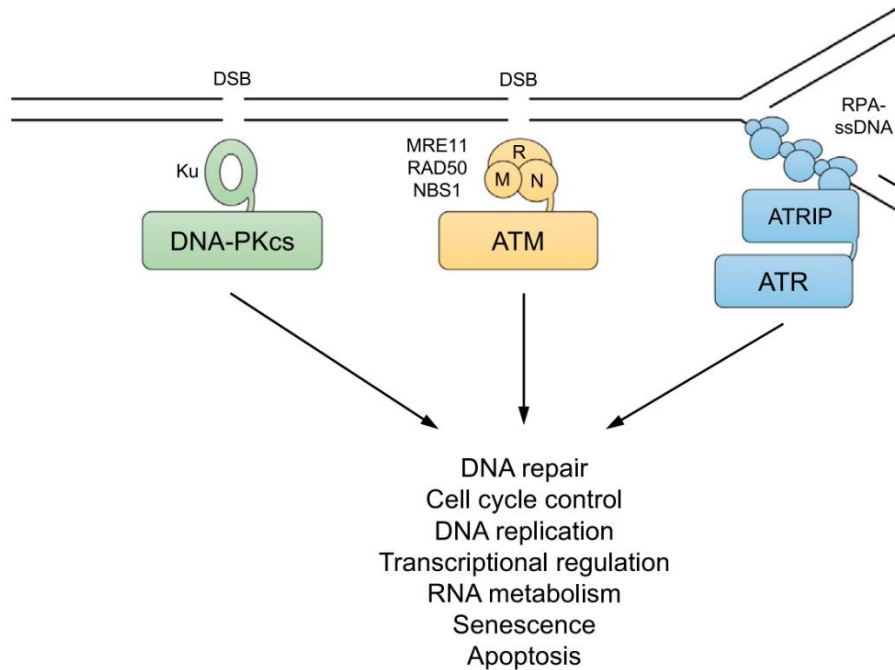 DSB
DSB
RPA-
ssDNA
Ku
MRE11
RAD50
NBS1
R
M
N
DNA-PKcs
ATM
ATRIP
ATR
DNA repair
Cell cycle control
DNA replication
Transcriptional regulation
RNA metabolism
Senescence
Apoptosis